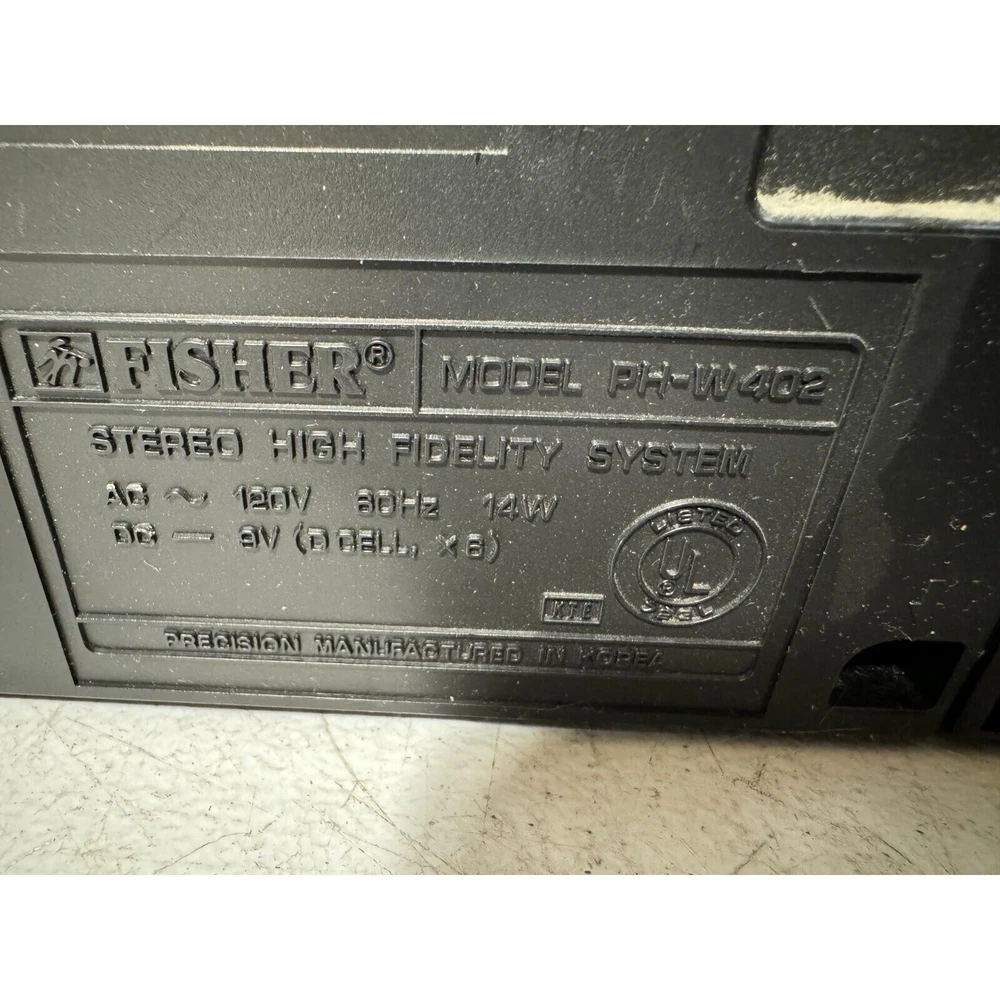 FISHER® MODEL PH-W402
STEREO HIGH FIDELITY SYSTEM
AC ~ 120V 60Hz 14W
DC ⎓ 9V (D CELL, X 6)
LISTED
UL ®
KTE
PRECISION MANUFACTURED IN KOREA